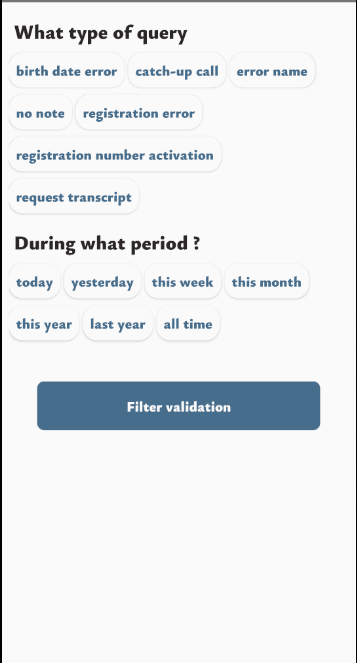 What type of query
birth date error catch-up call error name
no note registration error
registration number activation
request transcript
During what period ?
today yesterday this week this month
this year last year all time
Filter validation